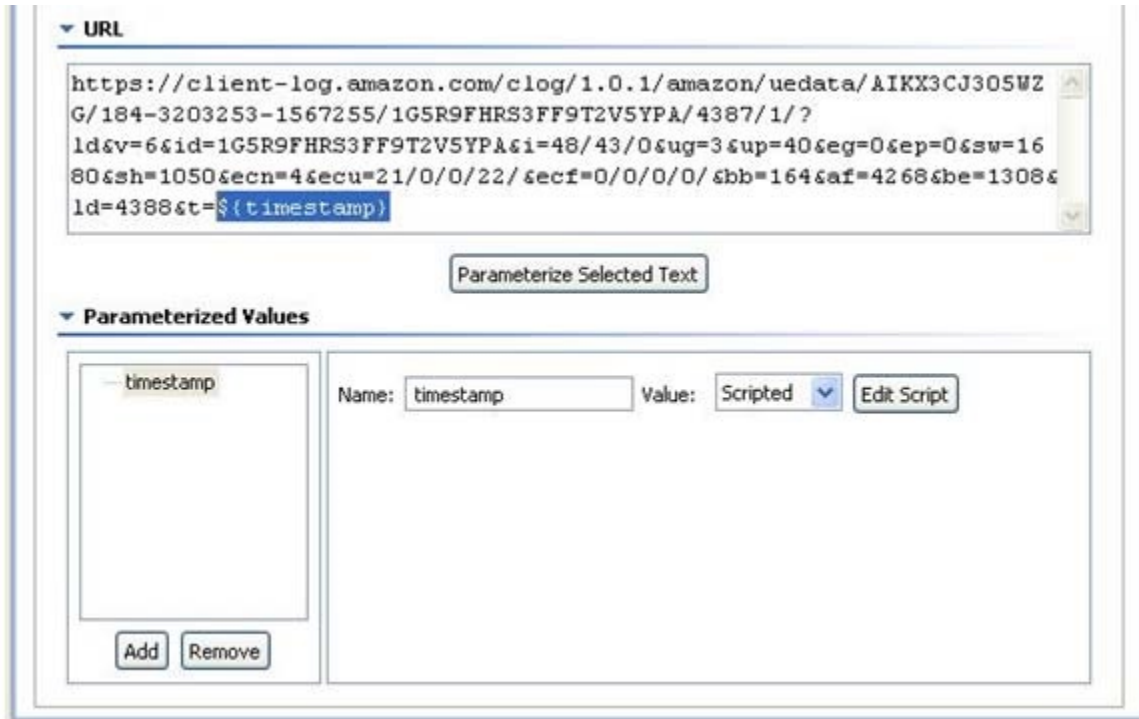 URL
https://client-log.amazon.com/clog/1.0.1/amazon/uedata/AIKX3CJ3O5WZ
G/184-3203253-1567255/1G5R9FHRS3FF9T2V5YPA/4387/1/?
ld&v=6&id=1G5R9FHRS3FF9T2V5YPA&i=48/43/0&ug=3&up=40&eg=0&ep=0&sw=16
80&sh=1050&ecn=4&ecu=21/0/0/22/&ecf=0/0/0/0/&bb=164&af=4268&be=1308&
ld=4388&t=${timestamp}
Parameterize Selected Text
Parameterized Values
timestamp
Name: timestamp Value: Scripted Edit Script
Add Remove